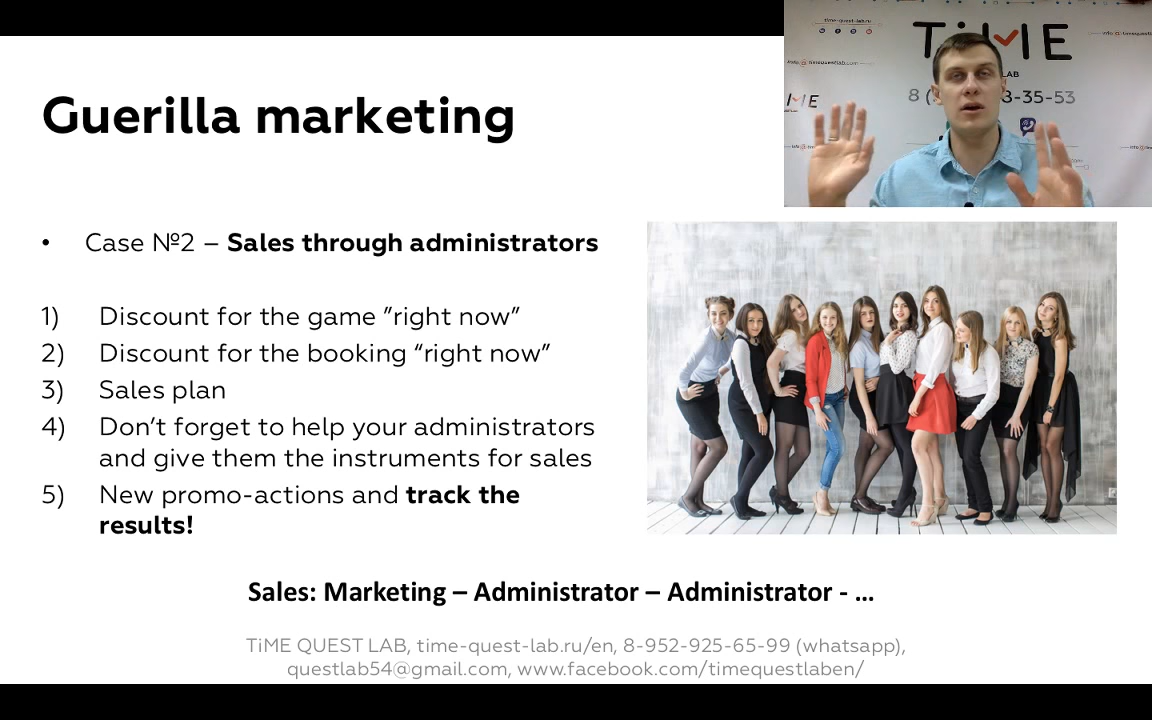 time-quest-lab.ru
TiME
LAB
3-35-53
Guerilla marketing
• Case №2 – Sales through administrators
1) Discount for the game ”right now”
2) Discount for the booking “right now”
3) Sales plan
4) Don’t forget to help your administrators
and give them the instruments for sales
5) New promo-actions and track the
results!
Sales: Marketing – Administrator – Administrator - ...
TiME QUEST LAB, time-quest-lab.ru/en, 8-952-925-65-99 (whatsapp),
questlab54@gmail.com, www.facebook.com/timequestlaben/